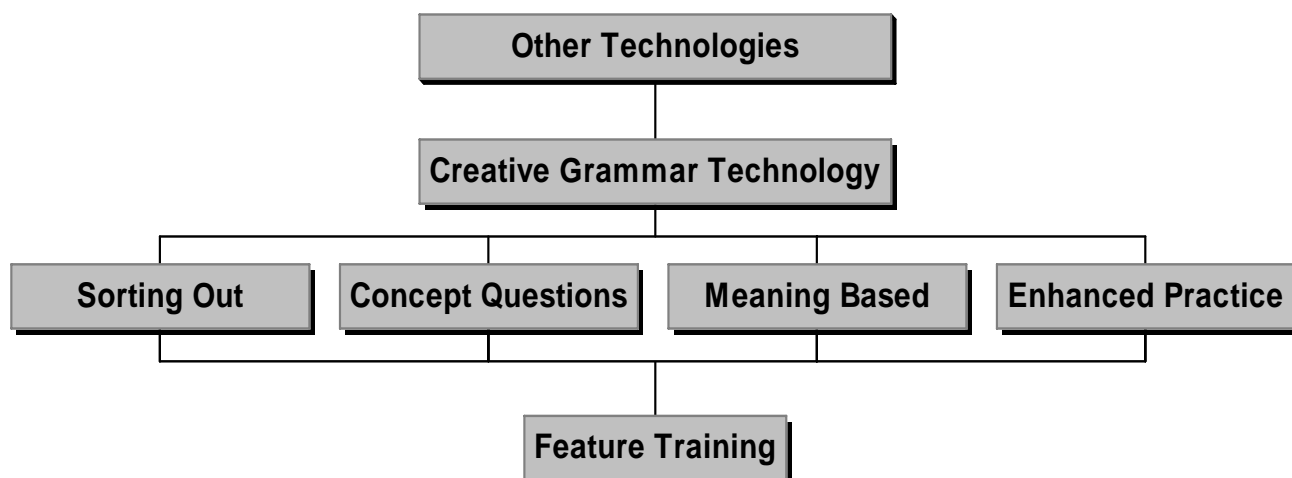 Other Technologies
Creative Grammar Technology
Sorting Out
Concept Questions
Meaning Based
Enhanced Practice
Feature Training